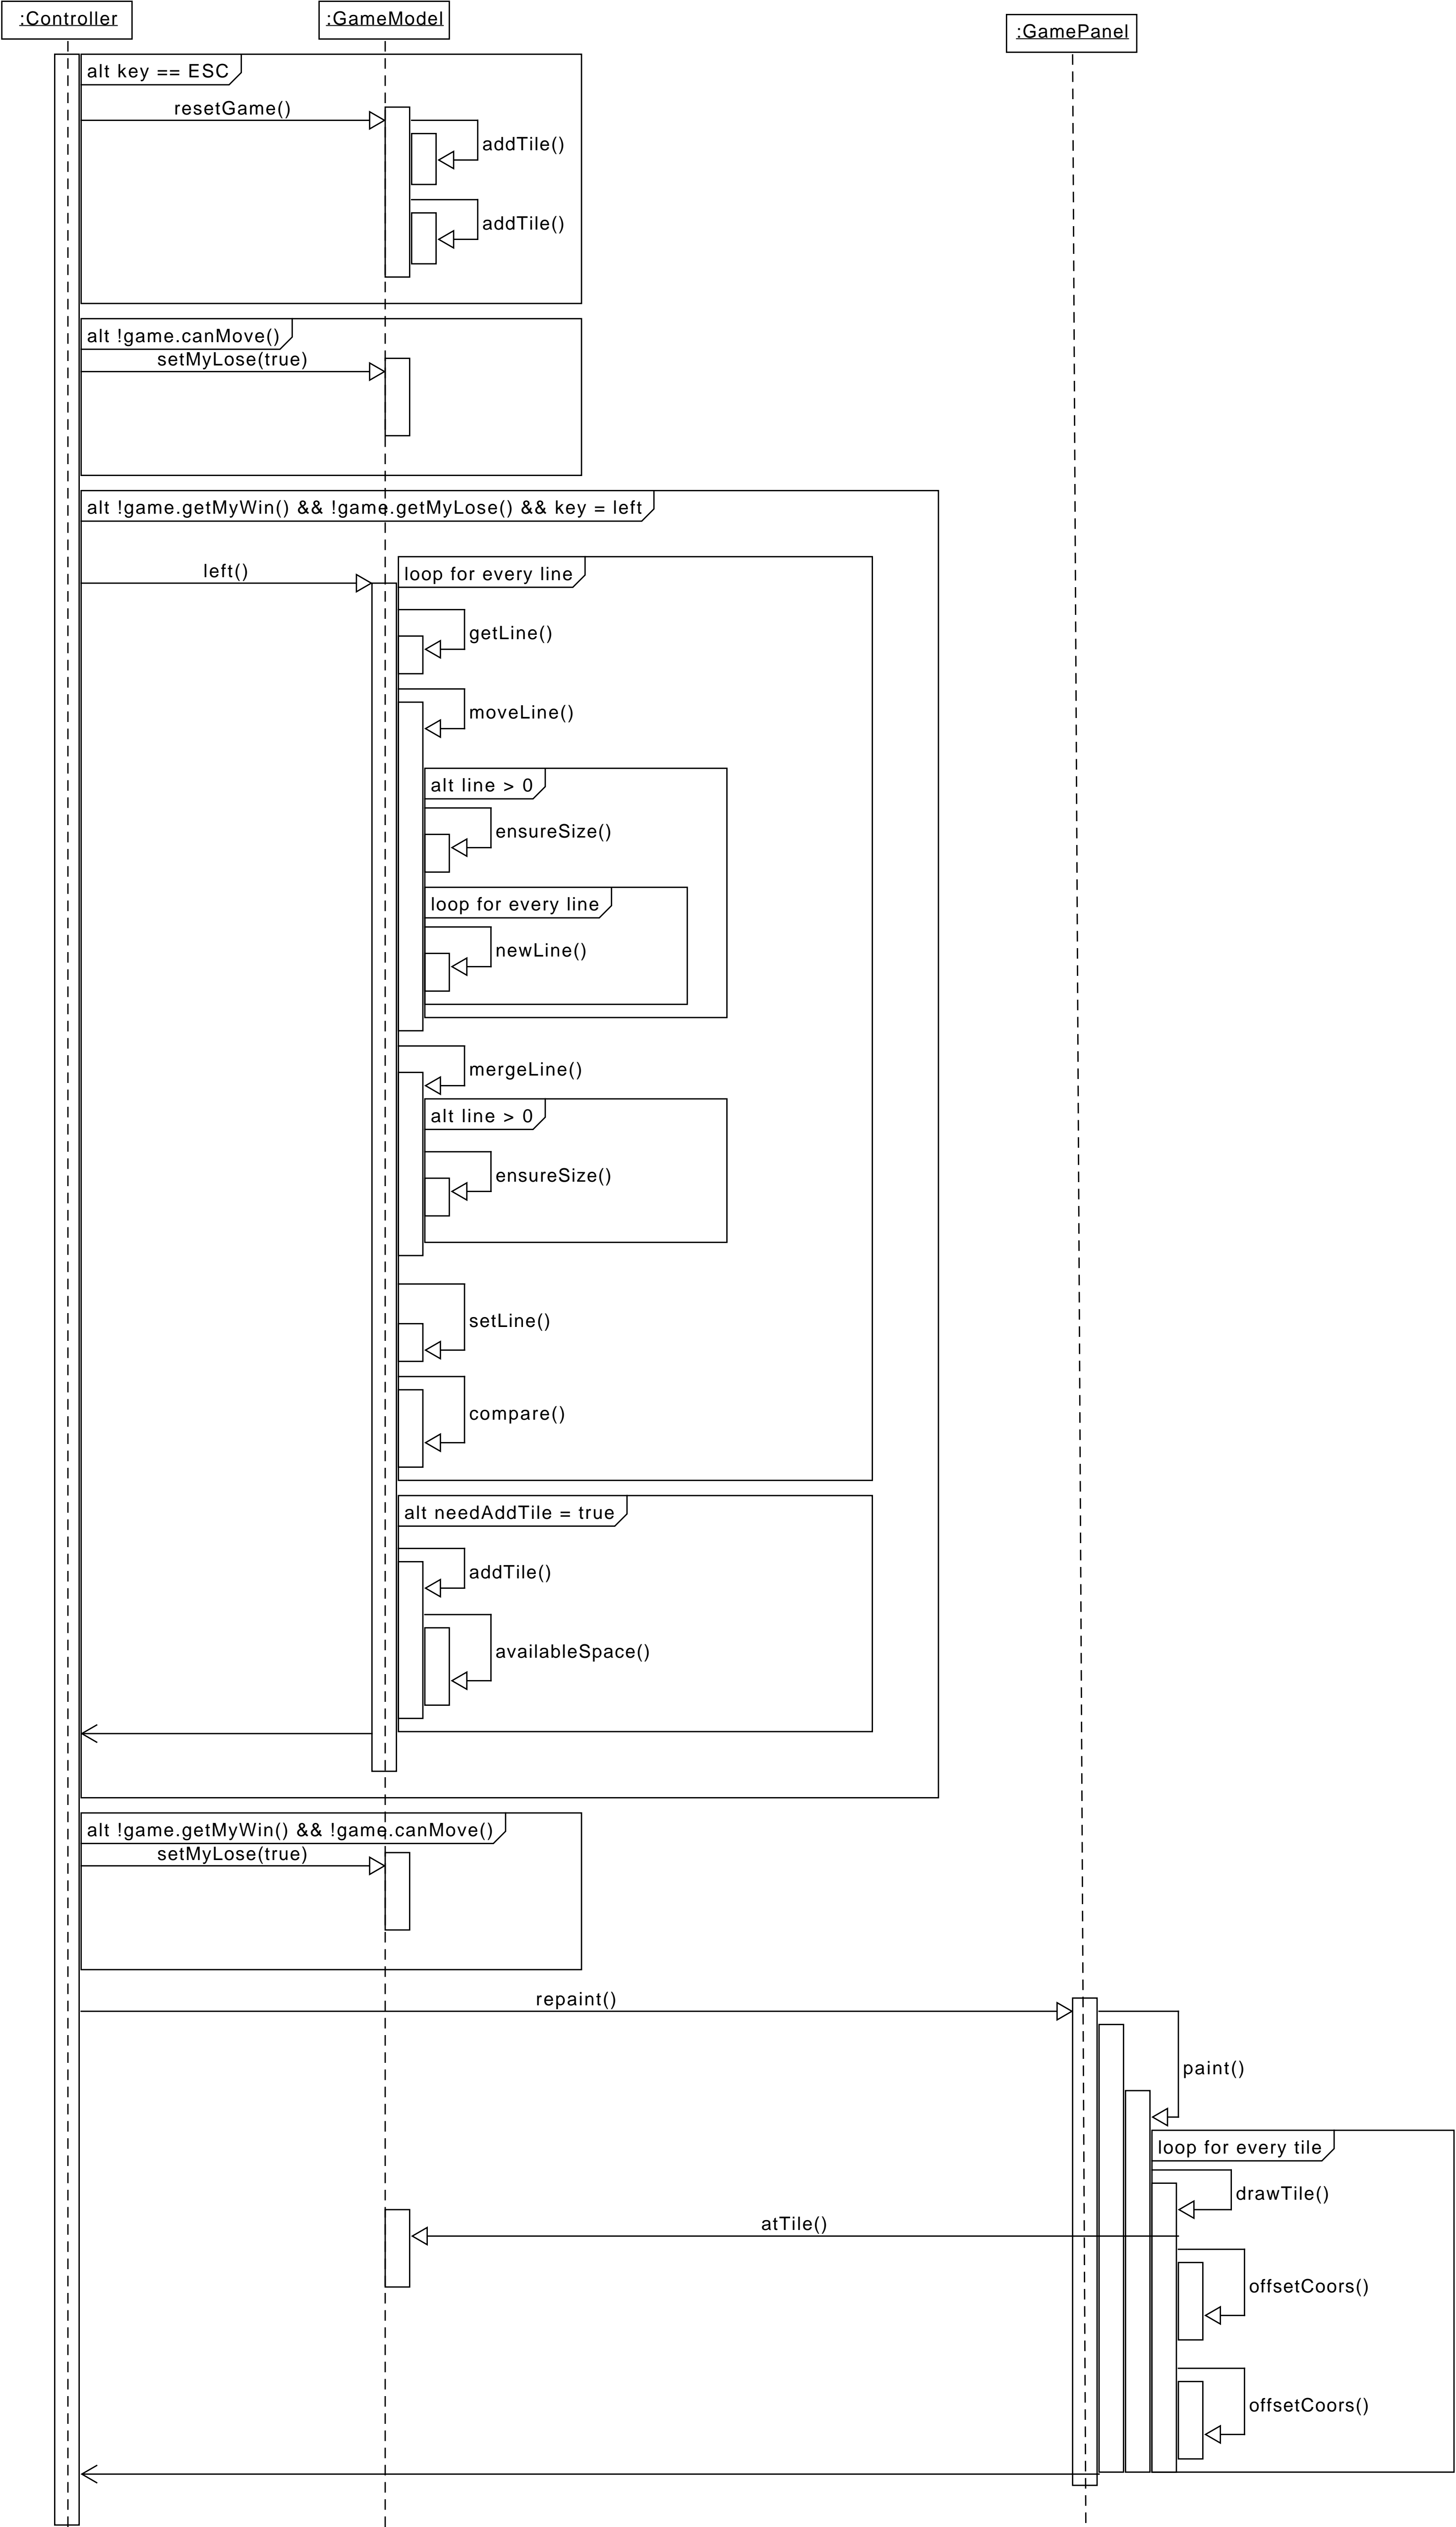 :Controller
:GameModel
:GamePanel
alt key == ESC
resetGame()
addTile()
addTile()
alt !game.canMove()
setMyLose(true)
alt !game.getMyWin() && !game.getMyLose() && key = left
left()
loop for every line
getLine()
moveLine()
alt line > 0
ensureSize()
loop for every line
newLine()
mergeLine()
alt line > 0
ensureSize()
setLine()
compare()
alt needAddTile = true
addTile()
availableSpace()
alt !game.getMyWin() && !game.canMove()
setMyLose(true)
repaint()
paint()
loop for every tile
drawTile()
atTile()
offsetCoors()
offsetCoors()